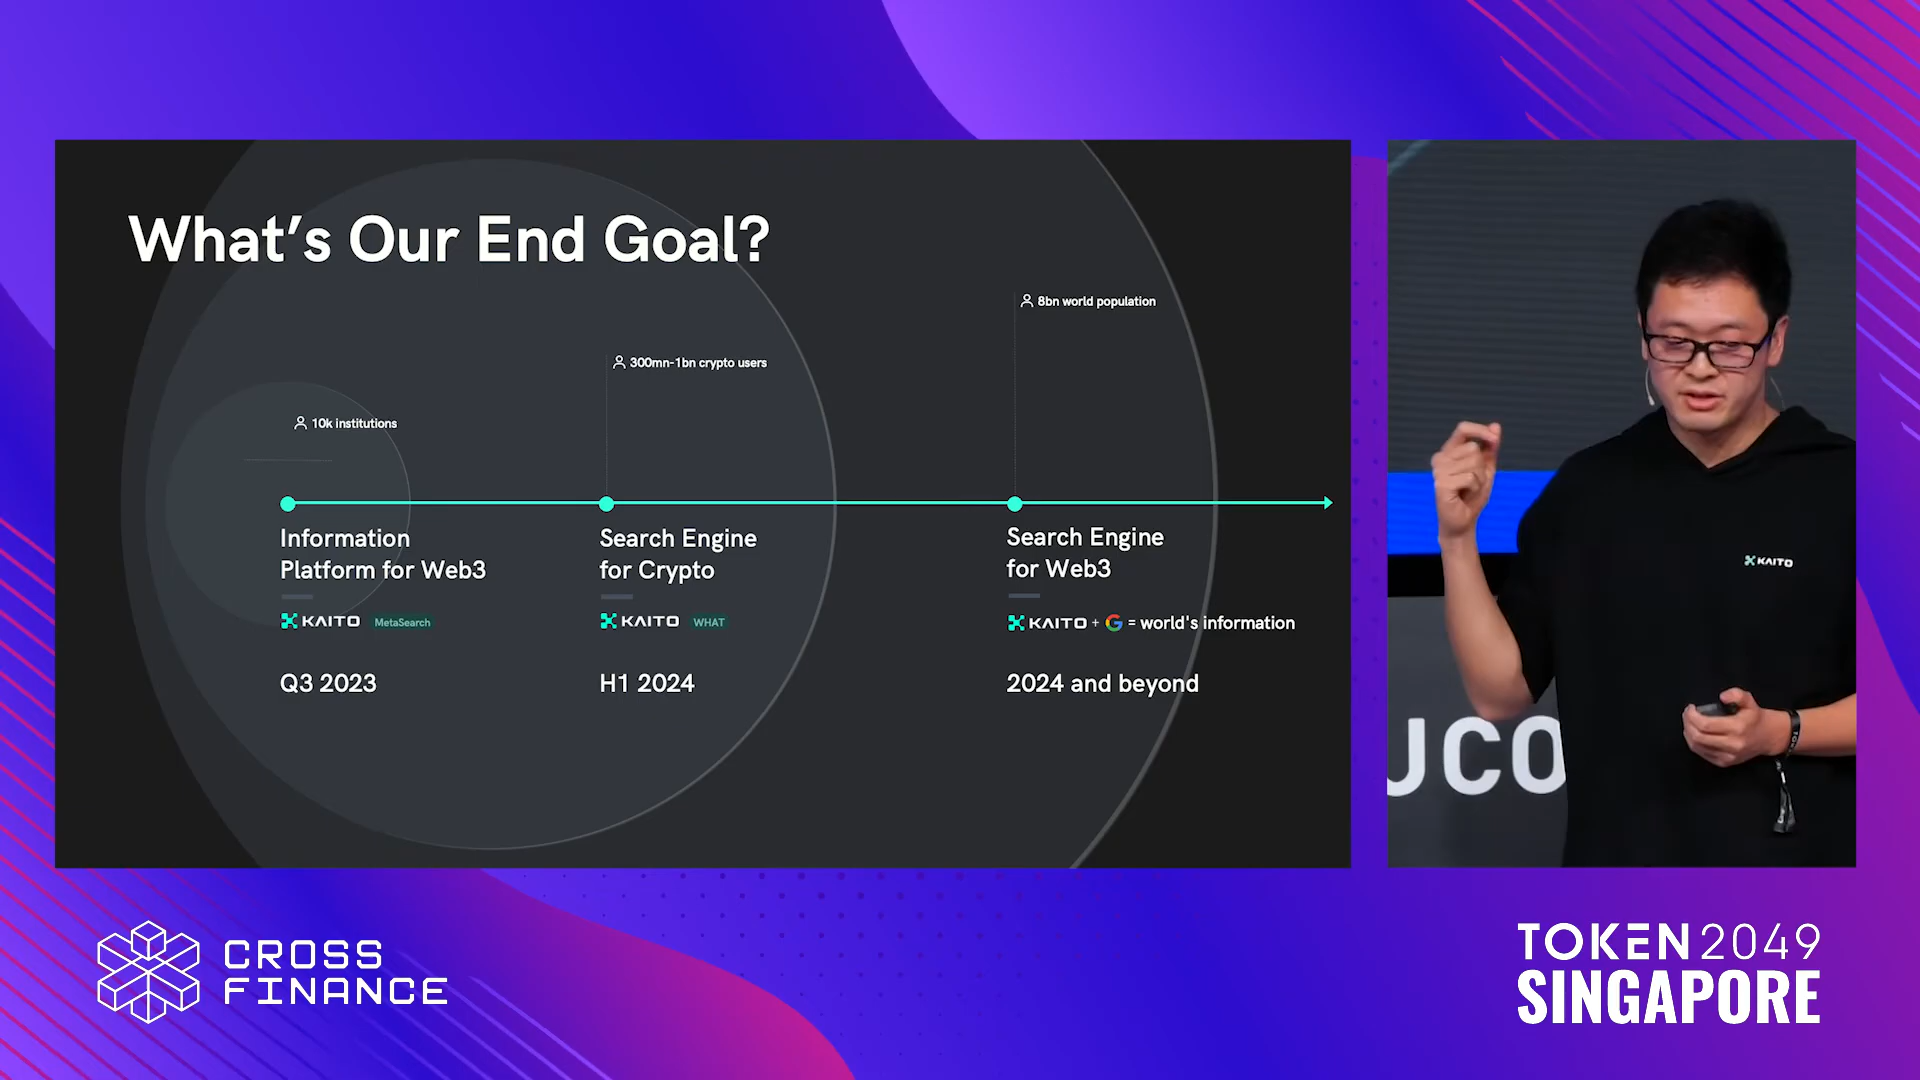 What's Our End Goal?
8bn world population
300mn-1bn crypto users
10k institutions
Information
Platform for Web3
KAITO MetaSearch
Q3 2023
Search Engine
for Crypto
KAITO WHAT
H1 2024
Search Engine
for Web3
KAITO + G = world's information
2024 and beyond
KAITO
UCO
CROSS
FINANCE
TOKEN2049
SINGAPORE